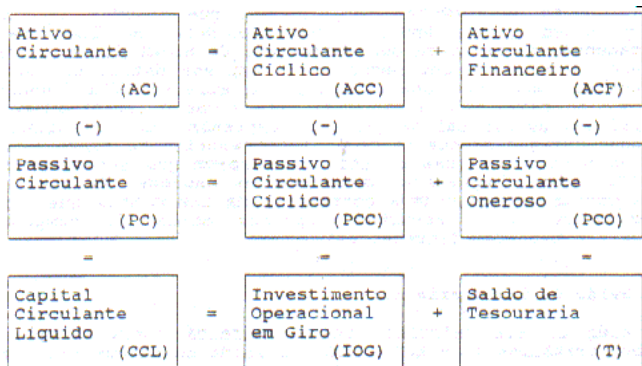 Ativo
Circulante
(AC)
=
Ativo
Circulante
Cíclico
(ACC)
+
Ativo
Circulante
Financeiro
(ACF)
(-) (-) (-)
Passivo
Circulante
(PC)
=
Passivo
Circulante
Cíclico
(PCC)
+
Passivo
Circulante
Oneroso
(PCO)
= = =
Capital
Circulante
Líquido
(CCL)
=
Investimento
Operacional
em Giro
(IOG)
+
Saldo de
Tesouraria
(T)